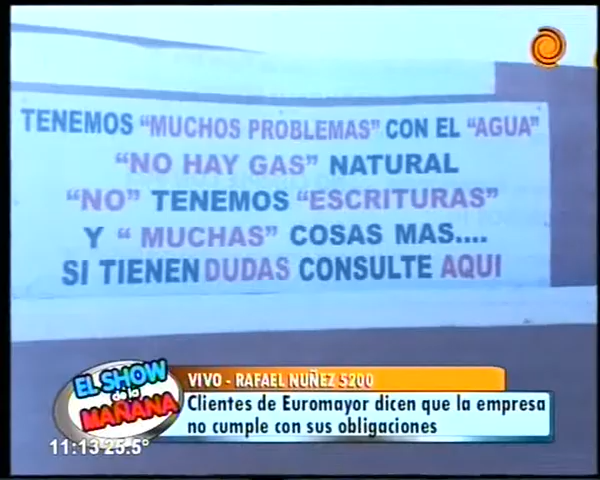 TENEMOS "MUCHOS PROBLEMAS" CON EL "AGUA"
"NO HAY GAS" NATURAL
"NO" TENEMOS "ESCRITURAS"
Y " MUCHAS" COSAS MAS....
SI TIENEN DUDAS CONSULTE AQUI
EL SHOW
de la
MAÑANA
VIVO - RAFAEL NUÑEZ 5200
Clientes de Euromayor dicen que la empresa
no cumple con sus obligaciones
11:13 25.5°